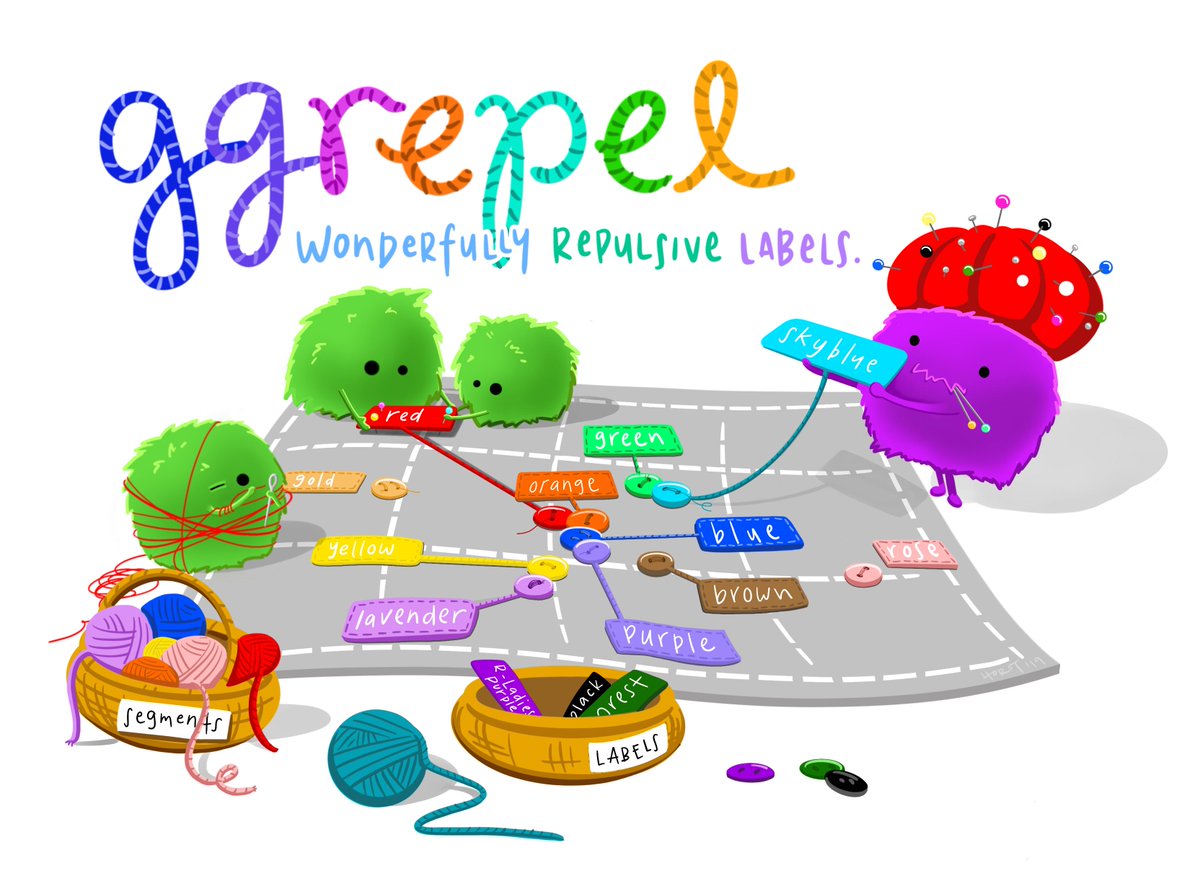 ggrepel
Wonderfully Repulsive Labels.
skyblue
red
green
gold
orange
blue
yellow
rose
brown
lavender
purple
R-Ladies
Purple
black
forest
segments
LABELS
HORST '19